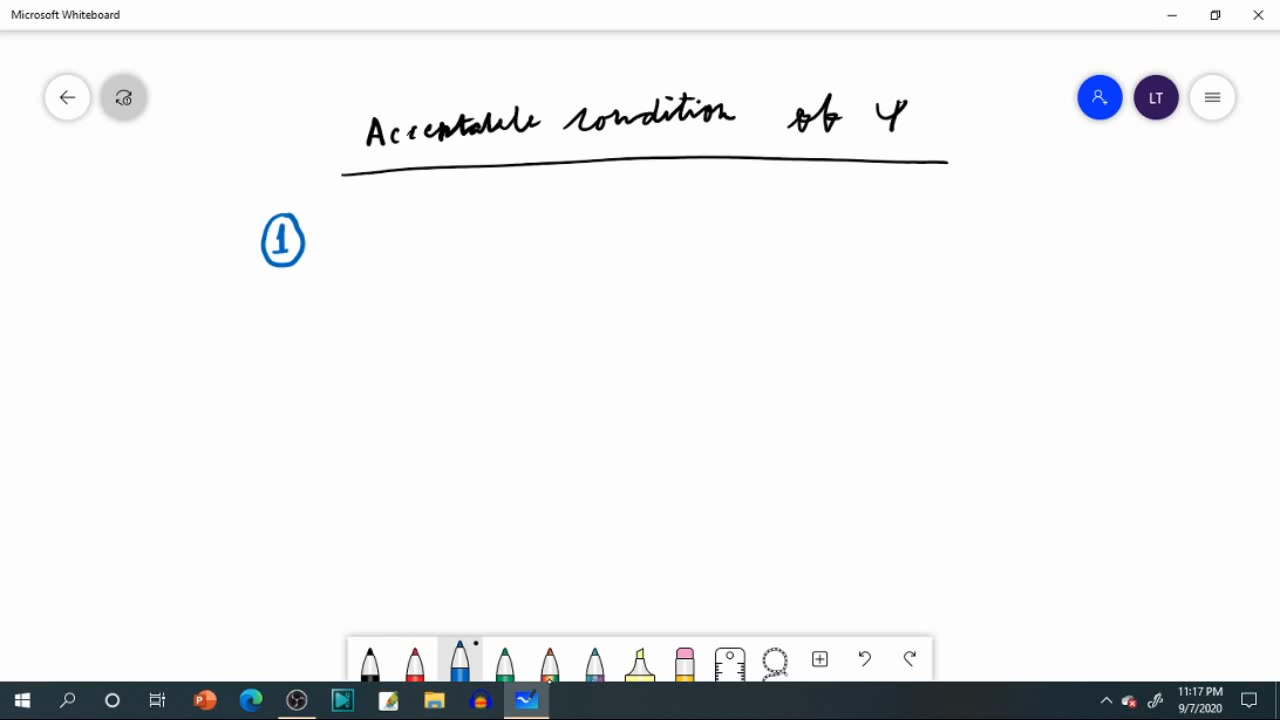 Microsoft Whiteboard
LT
Acceptable condition of ψ
1
11:17 PM
9/7/2020